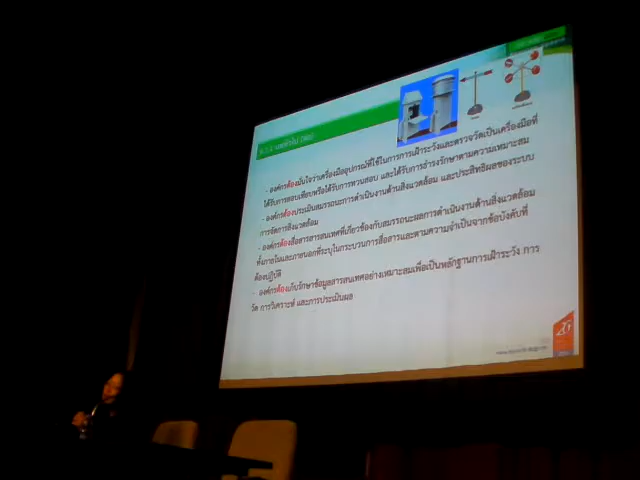 9.1.1 บททั่วไป (ต่อ)
- องค์กรต้องมั่นใจว่าเครื่องมืออุปกรณ์ที่ใช้ในการเฝ้าระวังและตรวจวัดเป็นเครื่องมือที่
ได้รับการสอบเทียบหรือได้รับการทวนสอบ และได้รับการบำรุงรักษาตามความเหมาะสม
- องค์กรต้องประเมินสมรรถนะการดำเนินงานด้านสิ่งแวดล้อม และประสิทธิผลของระบบ
การจัดการสิ่งแวดล้อม
- องค์กรต้องสื่อสารสารสนเทศที่เกี่ยวข้องกับสมรรถนะผลการดำเนินงานด้านสิ่งแวดล้อม
ทั้งภายในและภายนอกที่ระบุในกระบวนการสื่อสารและตามความจำเป็นจากข้อบังคับที่
ต้องปฏิบัติ
- องค์กรต้องเก็บรักษาข้อมูลสารสนเทศอย่างเหมาะสมเพื่อเป็นหลักฐานการเฝ้าระวัง การ
วัด การวิเคราะห์ และการประเมินผล